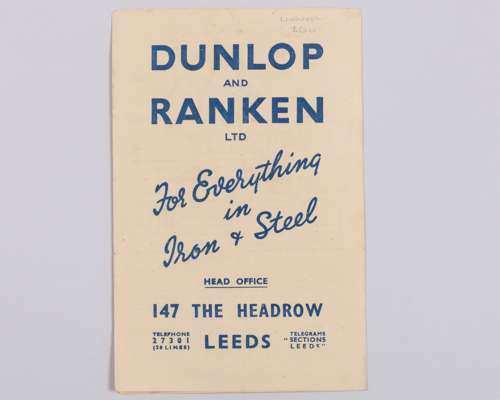 DUNLOP
AND
RANKEN
LTD
For Everything
in
Iron & Steel
HEAD OFFICE
147 THE HEADROW
TELEPHONE
27301
(20 LINES)
LEEDS
TELEGRAMS
"SECTIONS
LEEDS"